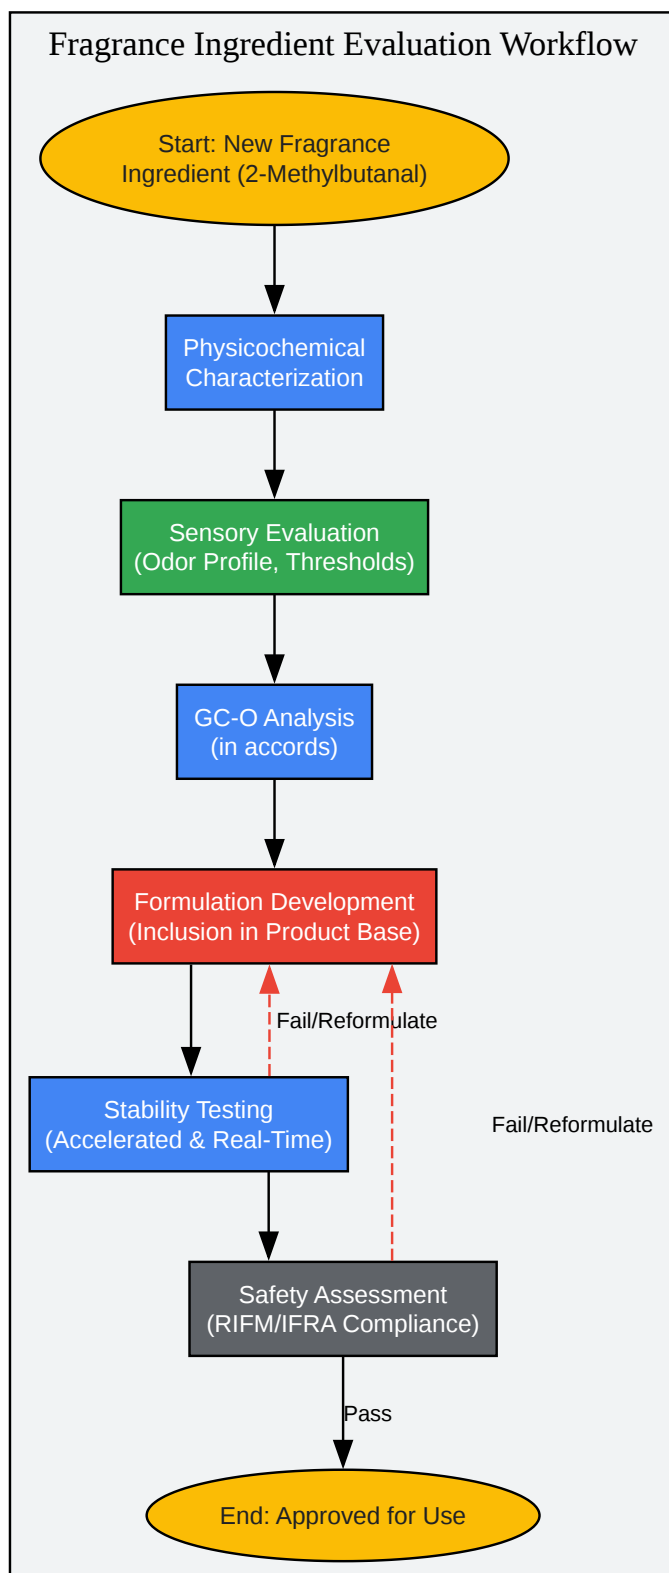 Fragrance Ingredient Evaluation Workflow
Start: New Fragrance
Ingredient (2-Methylbutanal)
Physicochemical
Characterization
Sensory Evaluation
(Odor Profile, Thresholds)
GC-O Analysis
(in accords)
Formulation Development
(Inclusion in Product Base)
Fail/Reformulate
Stability Testing
(Accelerated & Real-Time)
Fail/Reformulate
Safety Assessment
(RIFM/IFRA Compliance)
Pass
End: Approved for Use